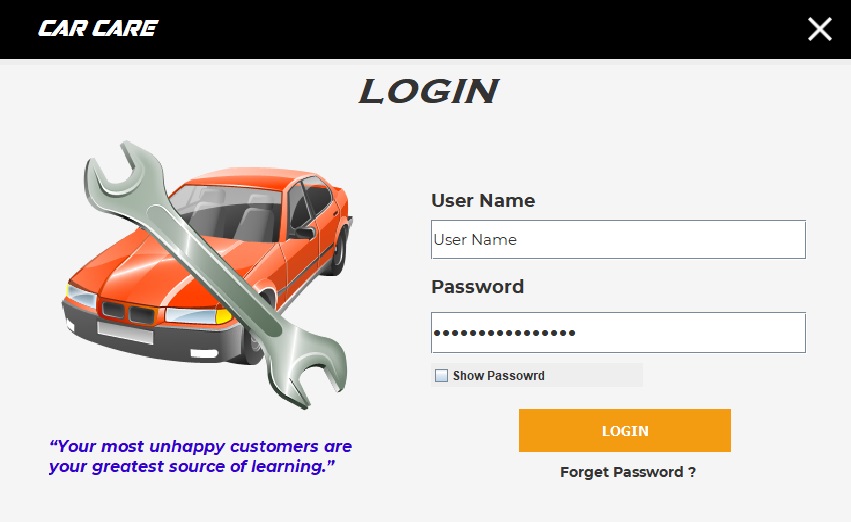 CAR CARE
LOGIN
User Name
User Name
Password
••••••••••••••••
Show Passowrd
LOGIN
Forget Password ?
“Your most unhappy customers are
your greatest source of learning.”